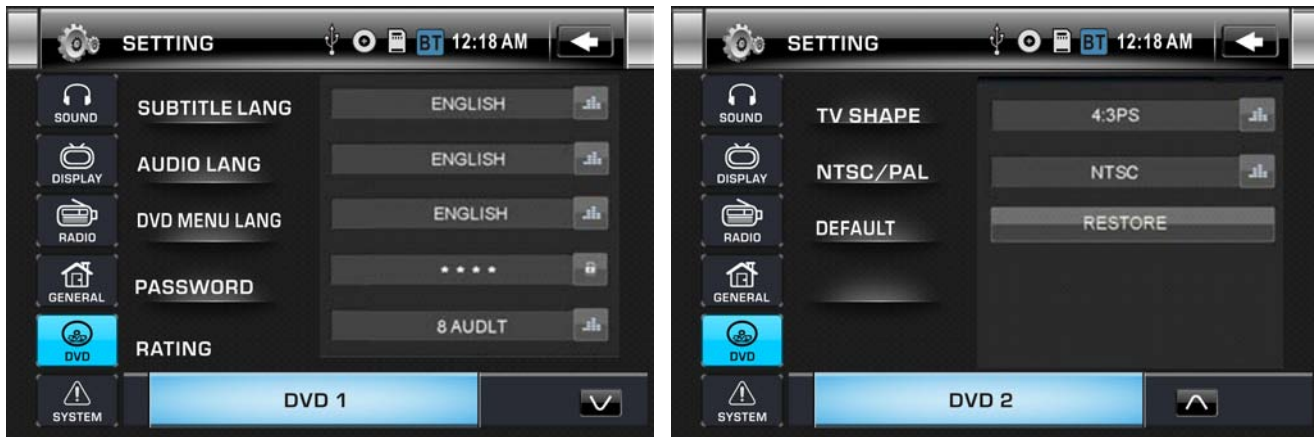 SETTING BT 12:18 AM
SOUND
SUBTITLE LANG ENGLISH
DISPLAY
AUDIO LANG ENGLISH
RADIO
DVD MENU LANG ENGLISH
GENERAL
PASSWORD ****
DVD
RATING 8 AUDLT
SYSTEM
DVD 1
SETTING BT 12:18 AM
SOUND
TV SHAPE 4:3PS
DISPLAY
NTSC/PAL NTSC
RADIO
DEFAULT RESTORE
GENERAL
DVD
SYSTEM
DVD 2